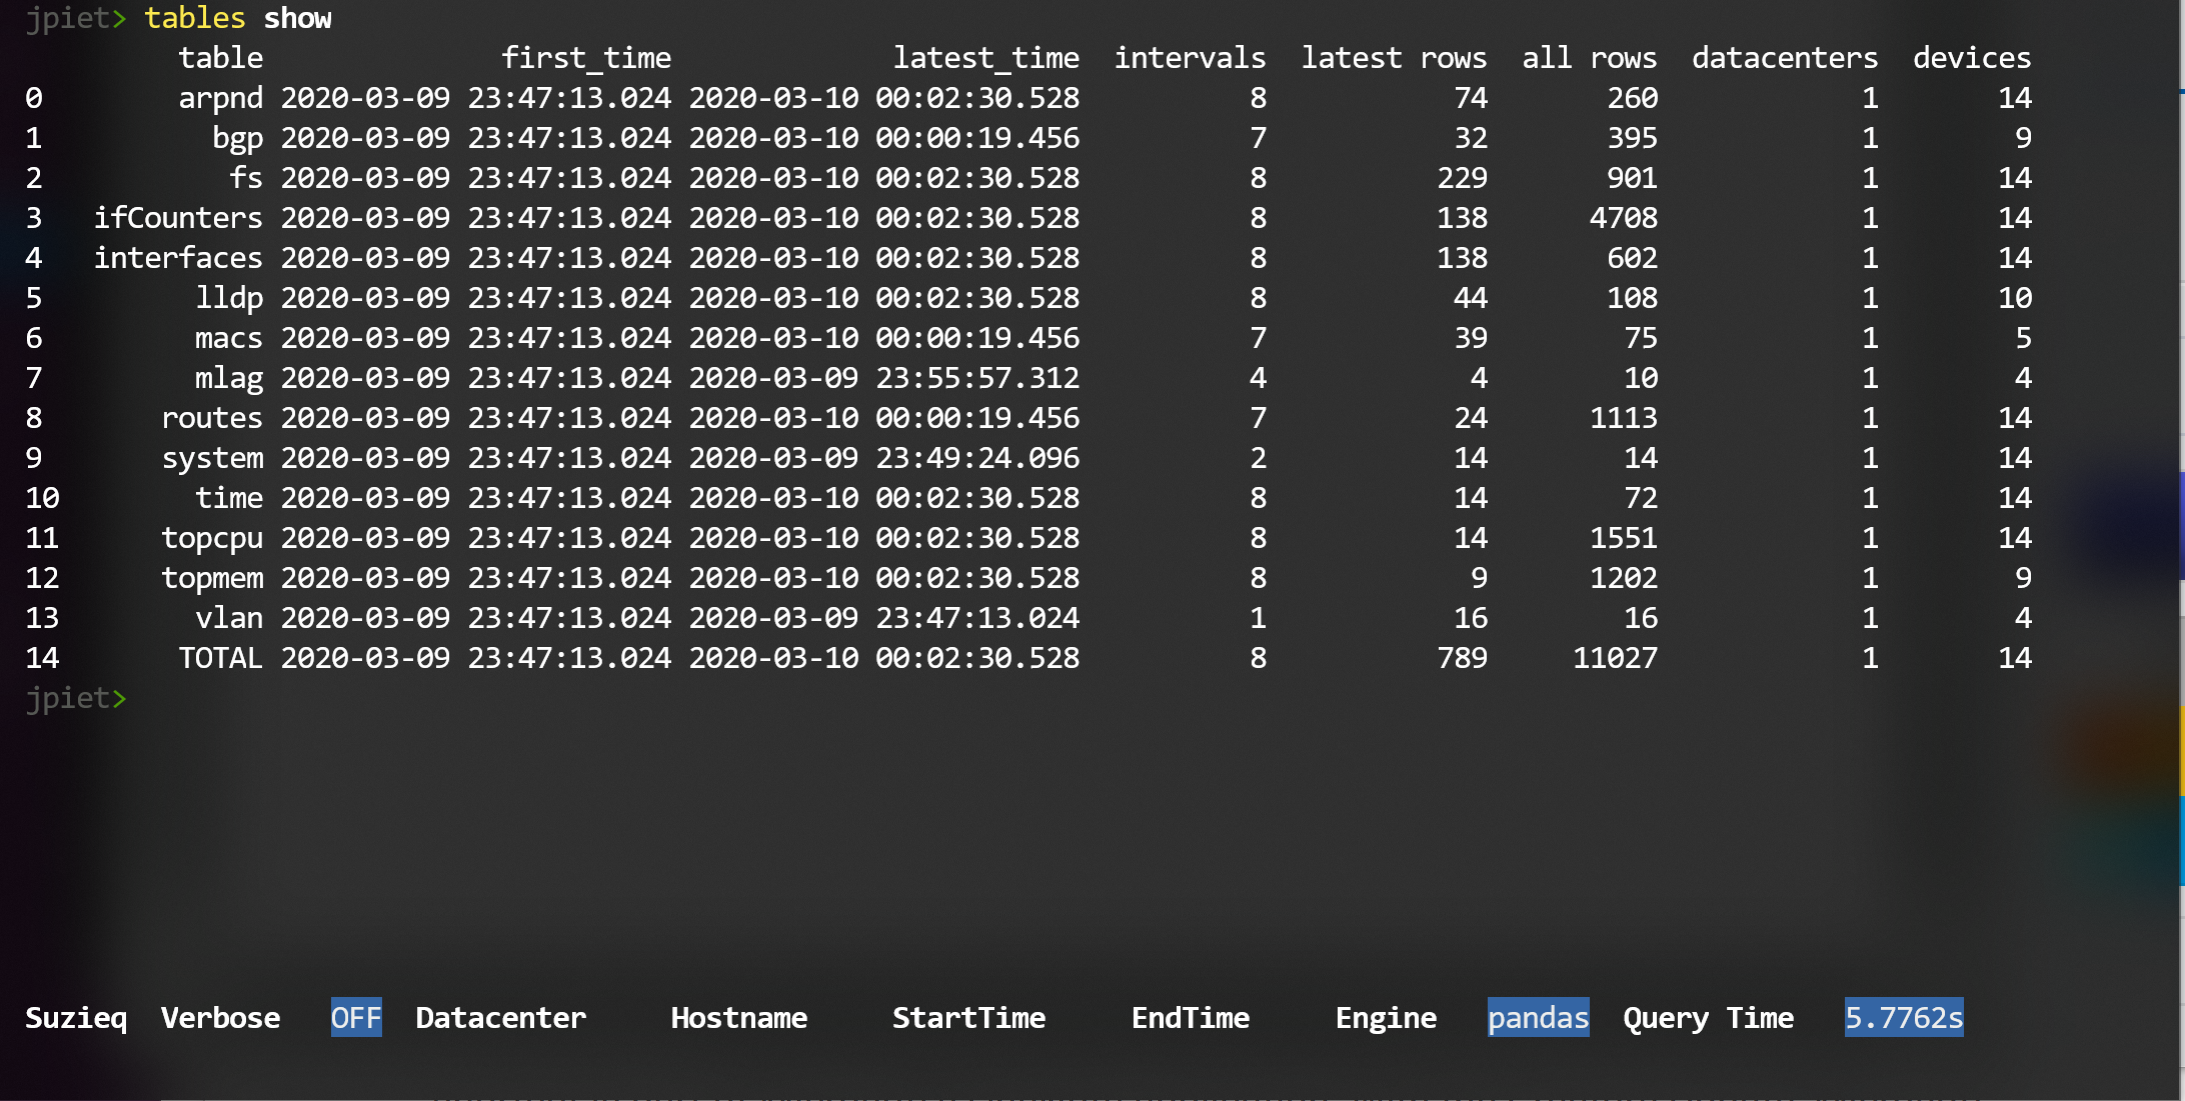 jpiet> tables show
table first_time latest_time intervals latest rows all rows datacenters devices
0 arpnd 2020-03-09 23:47:13.024 2020-03-10 00:02:30.528 8 74 260 1 14
1 bgp 2020-03-09 23:47:13.024 2020-03-10 00:00:19.456 7 32 395 1 9
2 fs 2020-03-09 23:47:13.024 2020-03-10 00:02:30.528 8 229 901 1 14
3 ifCounters 2020-03-09 23:47:13.024 2020-03-10 00:02:30.528 8 138 4708 1 14
4 interfaces 2020-03-09 23:47:13.024 2020-03-10 00:02:30.528 8 138 602 1 14
5 lldp 2020-03-09 23:47:13.024 2020-03-10 00:02:30.528 8 44 108 1 10
6 macs 2020-03-09 23:47:13.024 2020-03-10 00:00:19.456 7 39 75 1 5
7 mlag 2020-03-09 23:47:13.024 2020-03-09 23:55:57.312 4 4 10 1 4
8 routes 2020-03-09 23:47:13.024 2020-03-10 00:00:19.456 7 24 1113 1 14
9 system 2020-03-09 23:47:13.024 2020-03-09 23:49:24.096 2 14 14 1 14
10 time 2020-03-09 23:47:13.024 2020-03-10 00:02:30.528 8 14 72 1 14
11 topcpu 2020-03-09 23:47:13.024 2020-03-10 00:02:30.528 8 14 1551 1 14
12 topmem 2020-03-09 23:47:13.024 2020-03-10 00:02:30.528 8 9 1202 1 9
13 vlan 2020-03-09 23:47:13.024 2020-03-09 23:47:13.024 1 16 16 1 4
14 TOTAL 2020-03-09 23:47:13.024 2020-03-10 00:02:30.528 8 789 11027 1 14
jpiet>
Suzieq Verbose OFF Datacenter Hostname StartTime EndTime Engine pandas Query Time 5.7762s